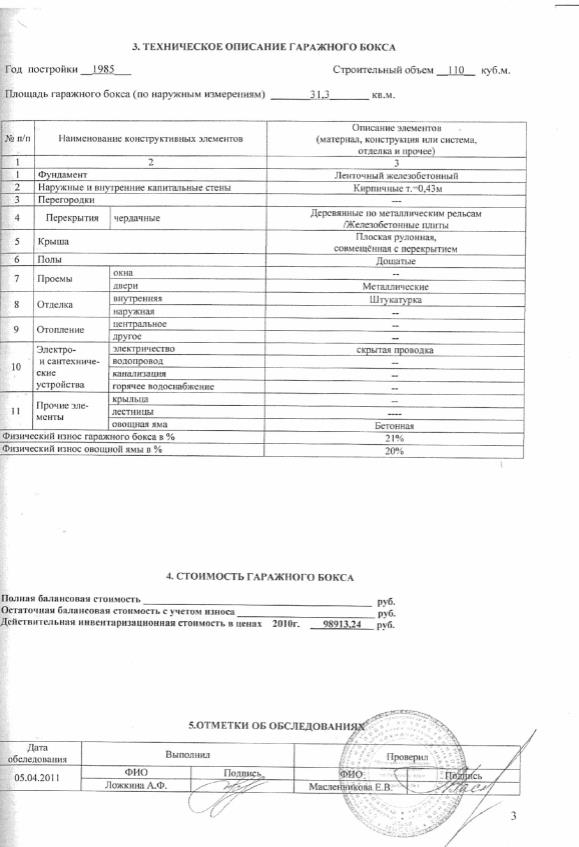 3. ТЕХНИЧЕСКОЕ ОПИСАНИЕ ГАРАЖНОГО БОКСА
Год постройки 1985 Строительный объем 110 куб.м.
Площадь гаражного бокса (по наружным измерениям) 31,3 кв.м.
№ п/п Наименование конструктивных элементов Описание элементов
(материал, конструкция или система,
отделка и прочее)
1 2 3
1 Фундамент Ленточный железобетонный
2 Наружные и внутренние капитальные стены Кирпичные т.=0,43м
3 Перегородки ---
4 Перекрытия чердачные Деревянные по металлическим рельсам
/Железобетонные плиты
5 Крыша Плоская рулонная,
совмещённая с перекрытием
6 Полы Дощатые
7 Проемы окна --
двери Металлические
8 Отделка внутренняя Штукатурка
наружная --
9 Отопление центральное --
другое --
10 Электро- электричество скрытая проводка
и сантехниче- водопровод --
ские канализация --
устройства горячее водоснабжение --
11 Прочие эле- крыльца --
менты лестницы ----
овощная яма Бетонная
Физический износ гаражного бокса в % 21%
Физический износ овощной ямы в % 20%
4. СТОИМОСТЬ ГАРАЖНОГО БОКСА
Полная балансовая стоимость руб.
Остаточная балансовая стоимость с учетом износа руб.
Действительная инвентаризационная стоимость в ценах 2010г. 98913,24 руб.
5.ОТМЕТКИ ОБ ОБСЛЕДОВАНИЯХ
Дата
обследования Выполнил Проверил
05.04.2011 ФИО Подпись ФИО Подпись
Ложкина А.Ф. Масленникова Е.В.
3